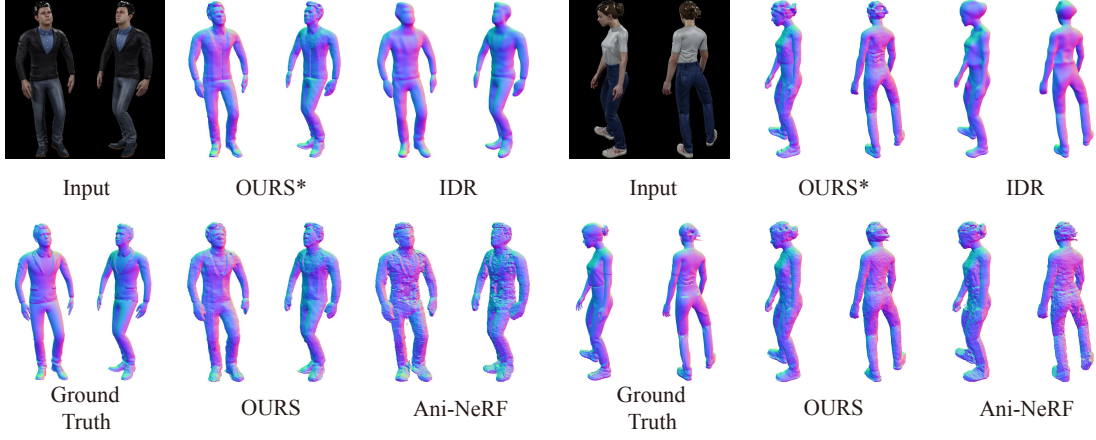 Input
OURS*
IDR
Input
OURS*
IDR
Ground
Truth
OURS
Ani-NeRF
Ground
Truth
OURS
Ani-NeRF